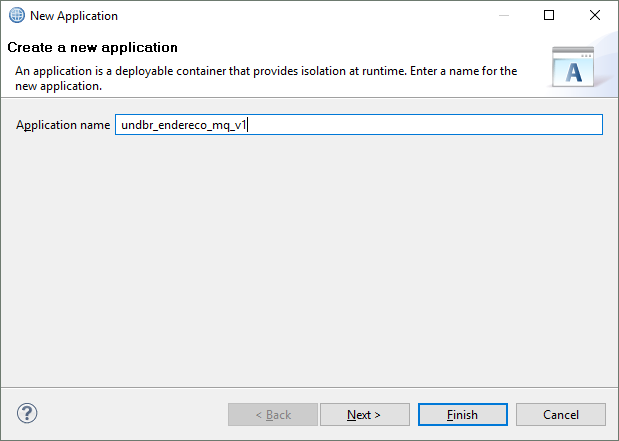 New Application
Create a new application
An application is a deployable container that provides isolation at runtime. Enter a name for the
new application.
A
Application name undbr_endereco_mq_v1
?
< Back Next > Finish Cancel